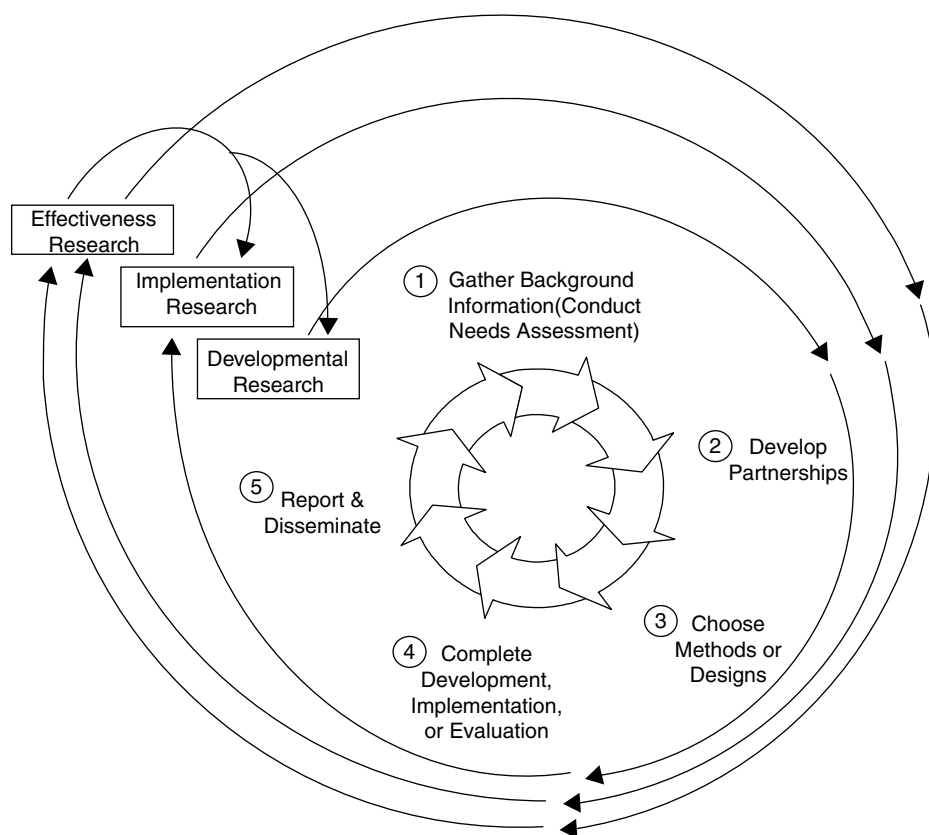 Effectiveness
Research
Implementation
Research
Developmental
Research
1 Gather Background
Information(Conduct
Needs Assessment)
2 Develop
Partnerships
3 Choose
Methods or
Designs
4 Complete
Development,
Implementation,
or Evaluation
5 Report &
Disseminate